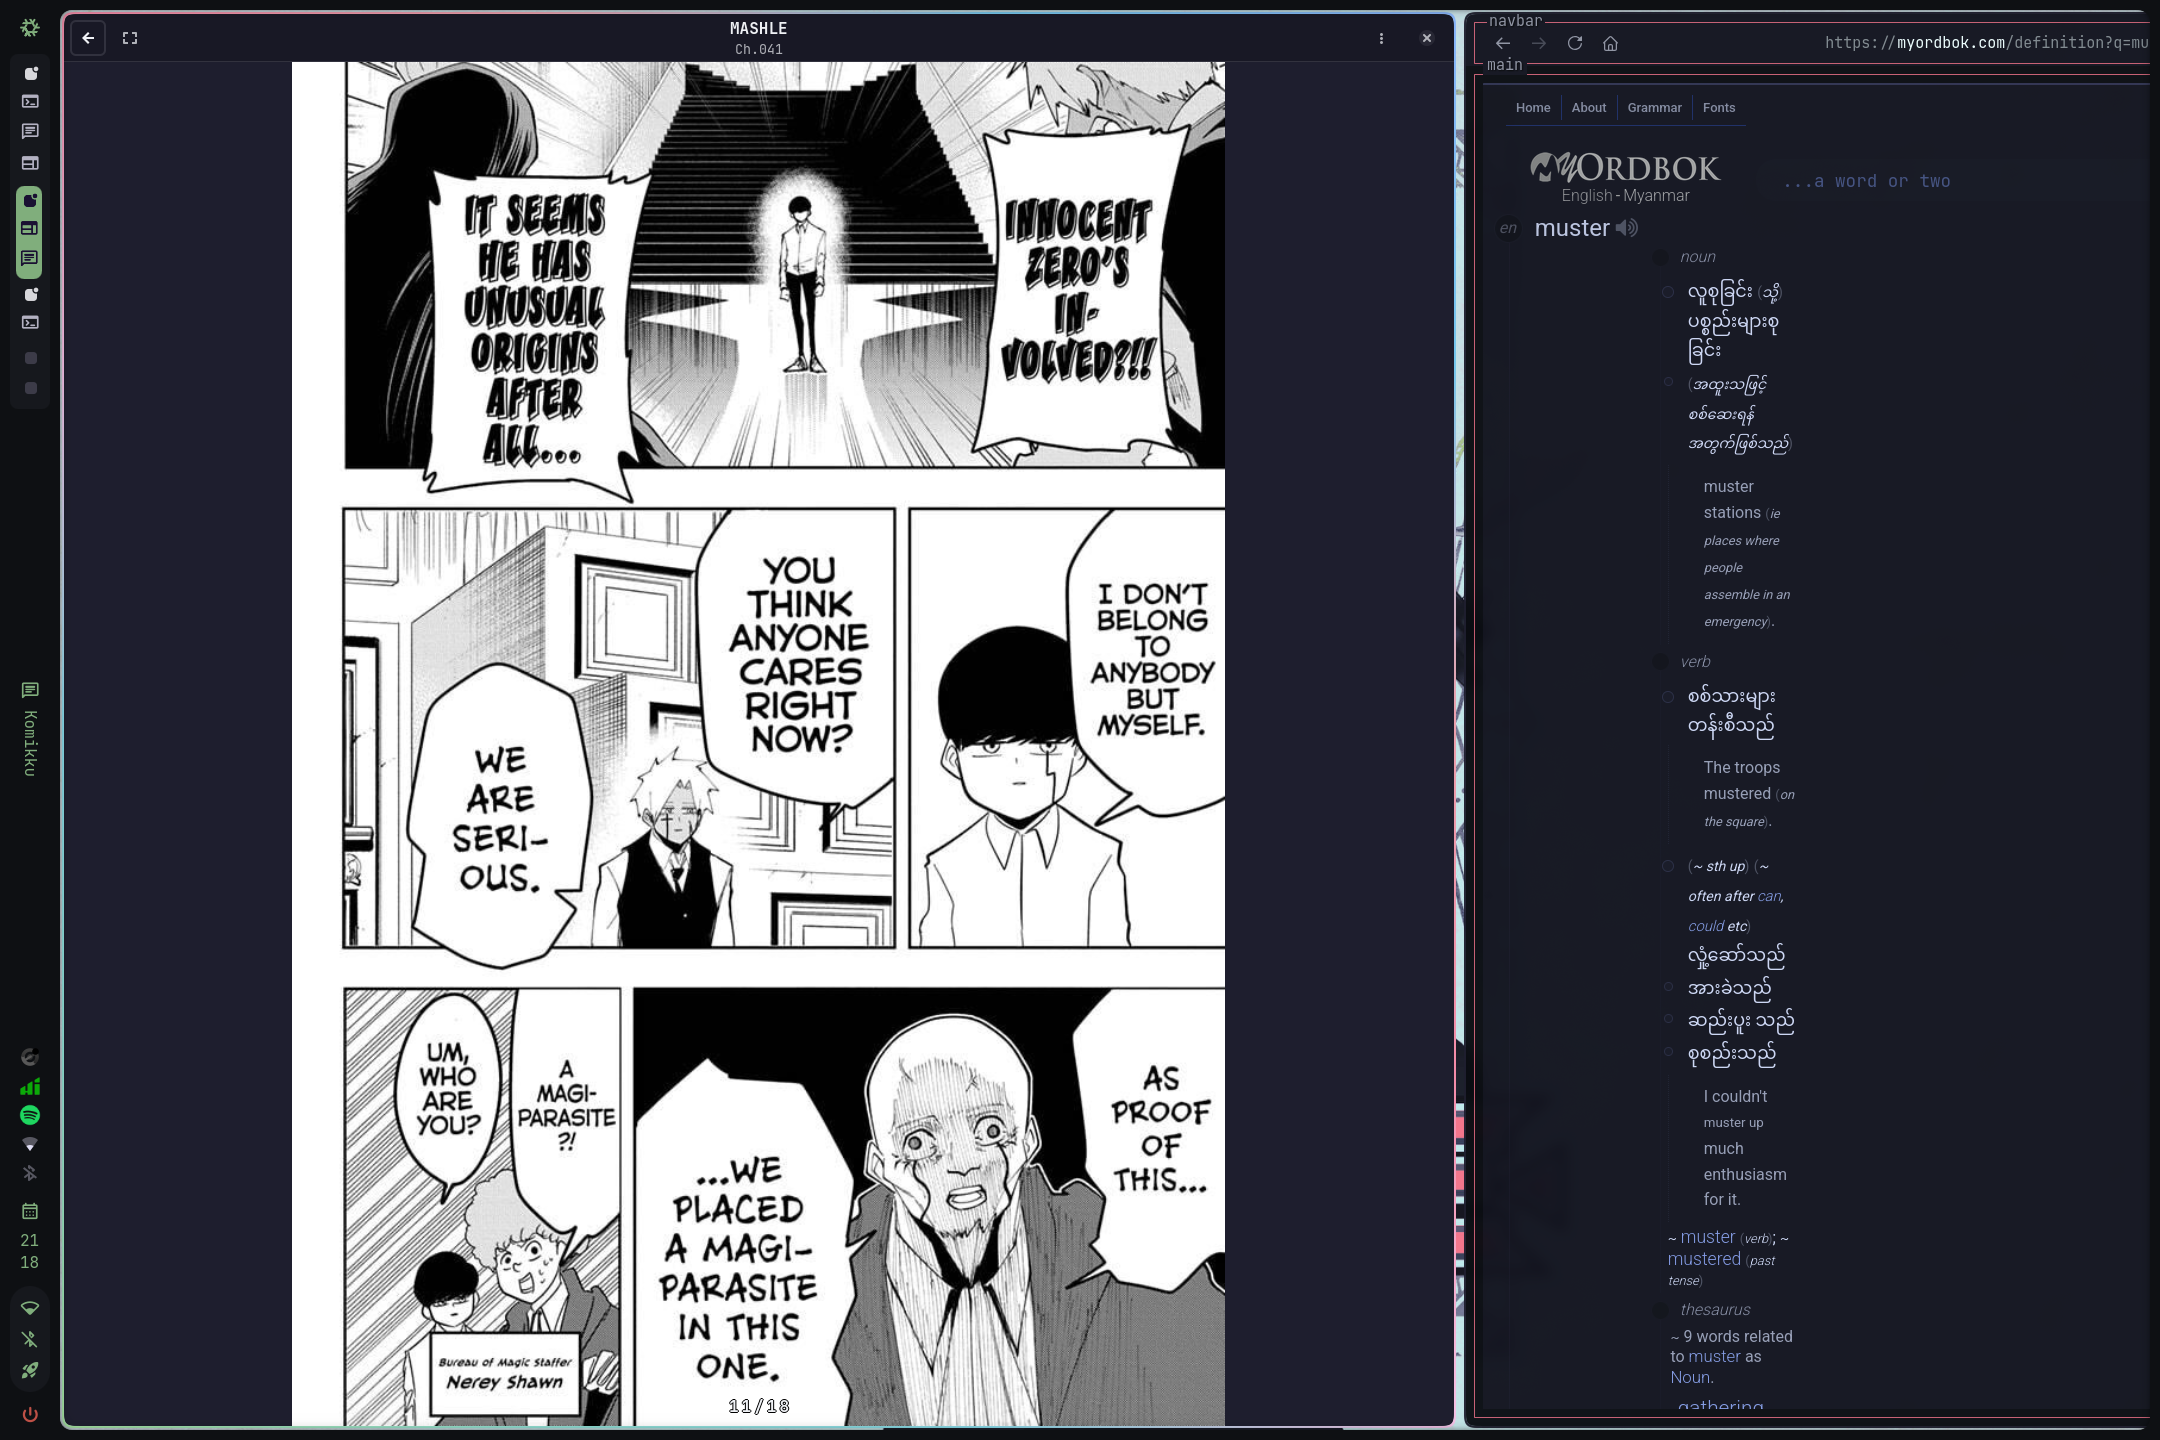 MASHLE
Ch.041
IT SEEMS
HE HAS
UNUSUAL
ORIGINS
AFTER
ALL...
INNOCENT
ZERO'S
IN-
VOLVED?!!
YOU
THINK
ANYONE
CARES
RIGHT
NOW?
WE
ARE
SERI-
OUS.
I DON'T
BELONG
TO
ANYBODY
BUT
MYSELF.
UM,
WHO
ARE
YOU?
A
MAGI-
PARASITE
?!
Bureau of Magic Staffer
Nerey Shawn
AS
PROOF
OF
THIS...
...WE
PLACED
A MAGI-
PARASITE
IN THIS
ONE.
11/18
Komikku
21
18
navbar
https://myordbok.com/definition?q=mu
main
Home
About
Grammar
Fonts
MYORDBOK
English - Myanmar
...a word or two
en
muster
noun
လူစုခြင်း (သို့)
ပစ္စည်းများစု
ခြင်း
(အထူးသဖြင့်
စစ်ဆေးရန်
အတွက်ဖြစ်သည်)
muster
stations (ie
places where
people
assemble in an
emergency).
verb
စစ်သားများ
တန်းစီသည်
The troops
mustered (on
the square).
(~ sth up) (~
often after can,
could etc)
လှုံ့ဆော်သည်
အားခဲသည်
ဆည်းပူး သည်
စုစည်းသည်
I couldn't
muster up
much
enthusiasm
for it.
~ muster (verb); ~
mustered (past
tense)
thesaurus
~ 9 words related
to muster as
Noun.
gathering